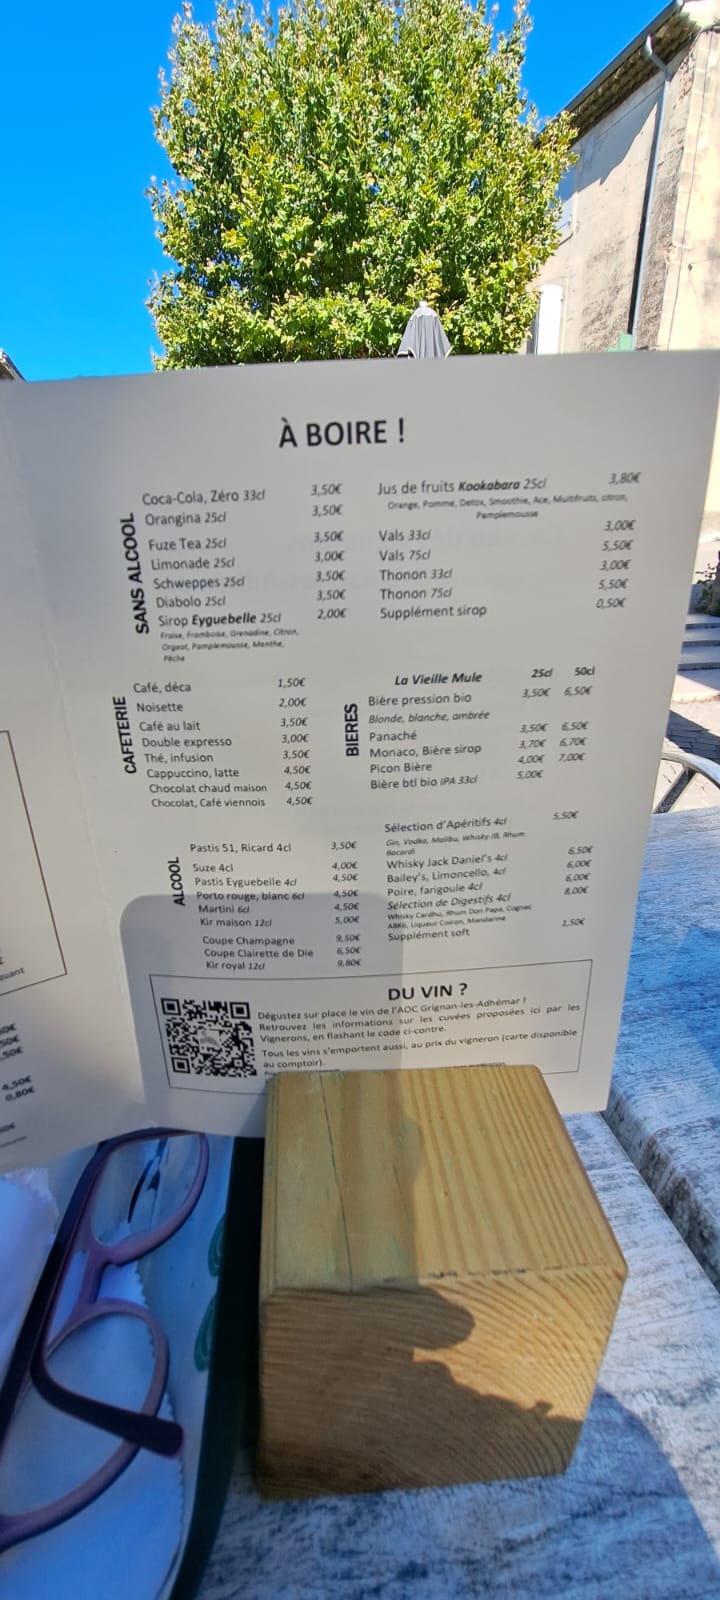 À BOIRE !
SANS ALCOOL
Coca-Cola, Zéro 33cl 3,50€
Orangina 25cl 3,50€
Fuze Tea 25cl 3,50€
Limonade 25cl 3,00€
Schweppes 25cl 3,50€
Diabolo 25cl 3,50€
Sirop Eyguebelle 25cl 2,00€
Fraise, Framboise, Grenadine, Citron,
Orgeat, Pamplemousse, Menthe,
Pêche
Jus de fruits Kookabara 25cl 3,80€
Orange, Pomme, Detox, Smoothie, Ace, Multifruits, citron,
Pamplemousse
Vals 33cl 3,00€
Vals 75cl 5,50€
Thonon 33cl 3,00€
Thonon 75cl 5,50€
Supplément sirop 0,50€
CAFETERIE
Café, déca 1,50€
Noisette 2,00€
Café au lait 3,50€
Double expresso 3,00€
Thé, infusion 3,50€
Cappuccino, latte 4,50€
Chocolat chaud maison 4,50€
Chocolat, Café viennois 4,50€
BIERES
La Vieille Mule 25cl 50cl
Bière pression bio 3,50€ 6,50€
Blonde, blanche, ambrée
Panaché 3,50€ 6,50€
Monaco, Bière sirop 3,70€ 6,70€
Picon Bière 4,00€ 7,00€
Bière btl bio IPA 33cl 5,00€
ALCOOL
Pastis 51, Ricard 4cl 3,50€
Suze 4cl 4,00€
Pastis Eyguebelle 4cl 4,50€
Porto rouge, blanc 6cl 4,50€
Martini 6cl 4,50€
Kir maison 12cl 5,00€
Coupe Champagne 9,50€
Coupe Clairette de Die 6,50€
Kir royal 12cl 9,80€
Sélection d'Apéritifs 4cl 5,50€
Gin, Vodka, Malibu, Whisky JB, Rhum
Bacardi
Whisky Jack Daniel's 4cl 6,50€
Bailey's, Limoncello, 4cl 6,00€
Poire, farigoule 4cl 6,00€
Sélection de Digestifs 4cl 8,00€
Whisky Cardhu, Rhum Don Papa, Cognac
ABK6, Liqueur Coiron, Mandarine
Supplément soft 1,50€
DU VIN ?
Dégustez sur place le vin de l'AOC Grignan-les-Adhémar !
Retrouvez les informations sur les cuvées proposées ici par les
Vignerons, en flashant le code ci-contre.
Tous les vins s'emportent aussi, au prix du vigneron (carte disponible
au comptoir).
quant
4,50€
0,80€